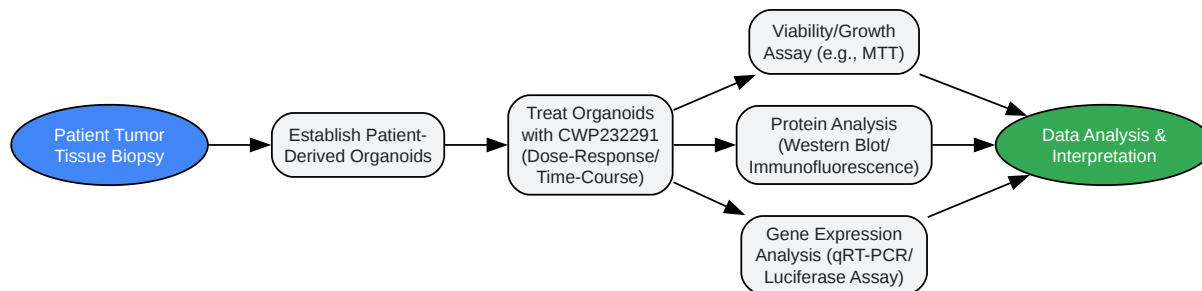 Patient Tumor
Tissue Biopsy
Establish Patient-
Derived Organoids
Treat Organoids
with CWP232291
(Dose-Response/
Time-Course)
Viability/Growth
Assay (e.g., MTT)
Protein Analysis
(Western Blot/
Immunofluorescence)
Gene Expression
Analysis (qRT-PCR/
Luciferase Assay)
Data Analysis &
Interpretation